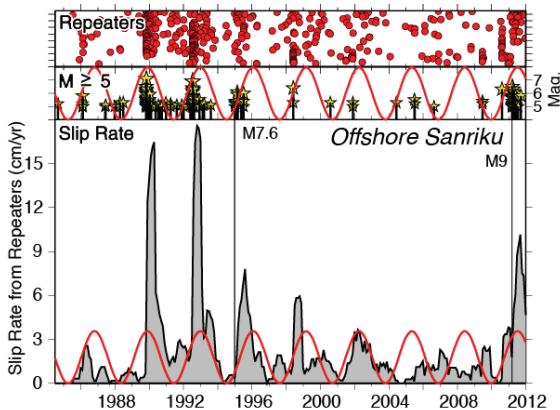 Repeaters
M ≥ 5
7
6
5
Mag.
Slip Rate
M7.6
Offshore Sanriku
M9
Slip Rate from Repeaters (cm/yr)
15
12
9
6
3
0
1988 1992 1996 2000 2004 2008 2012